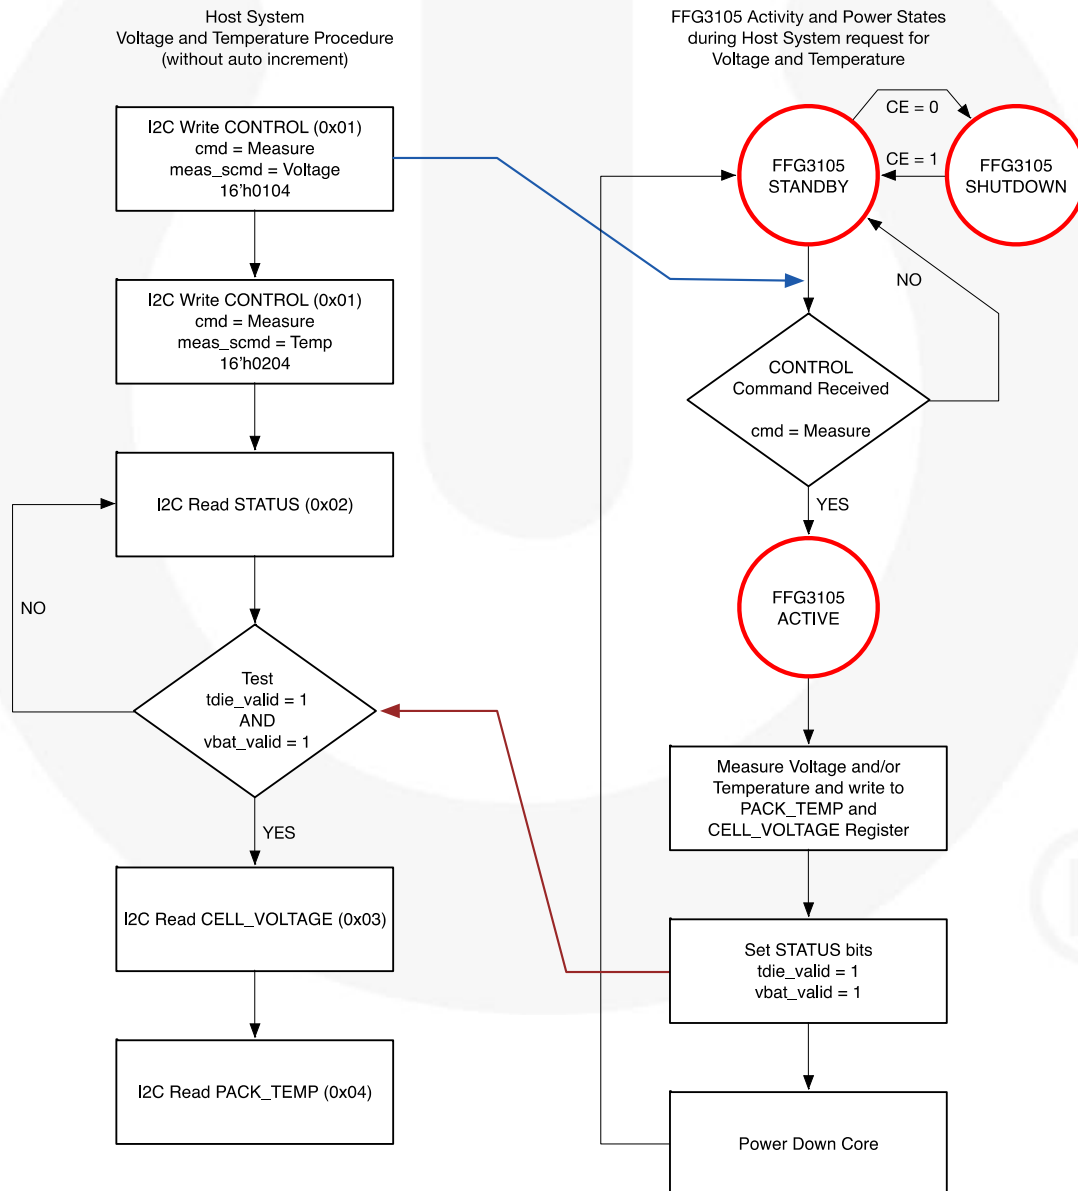 Host System
Voltage and Temperature Procedure
(without auto increment)
I2C Write CONTROL (0x01)
cmd = Measure
meas_scmd = Voltage
16'h0104
I2C Write CONTROL (0x01)
cmd = Measure
meas_scmd = Temp
16'h0204
I2C Read STATUS (0x02)
NO
Test
tdie_valid = 1
AND
vbat_valid = 1
YES
I2C Read CELL_VOLTAGE (0x03)
I2C Read PACK_TEMP (0x04)
FFG3105 Activity and Power States
during Host System request for
Voltage and Temperature
CE = 0
CE = 1
FFG3105
STANDBY
FFG3105
SHUTDOWN
NO
CONTROL
Command Received
cmd = Measure
YES
FFG3105
ACTIVE
Measure Voltage and/or
Temperature and write to
PACK_TEMP and
CELL_VOLTAGE Register
Set STATUS bits
tdie_valid = 1
vbat_valid = 1
Power Down Core